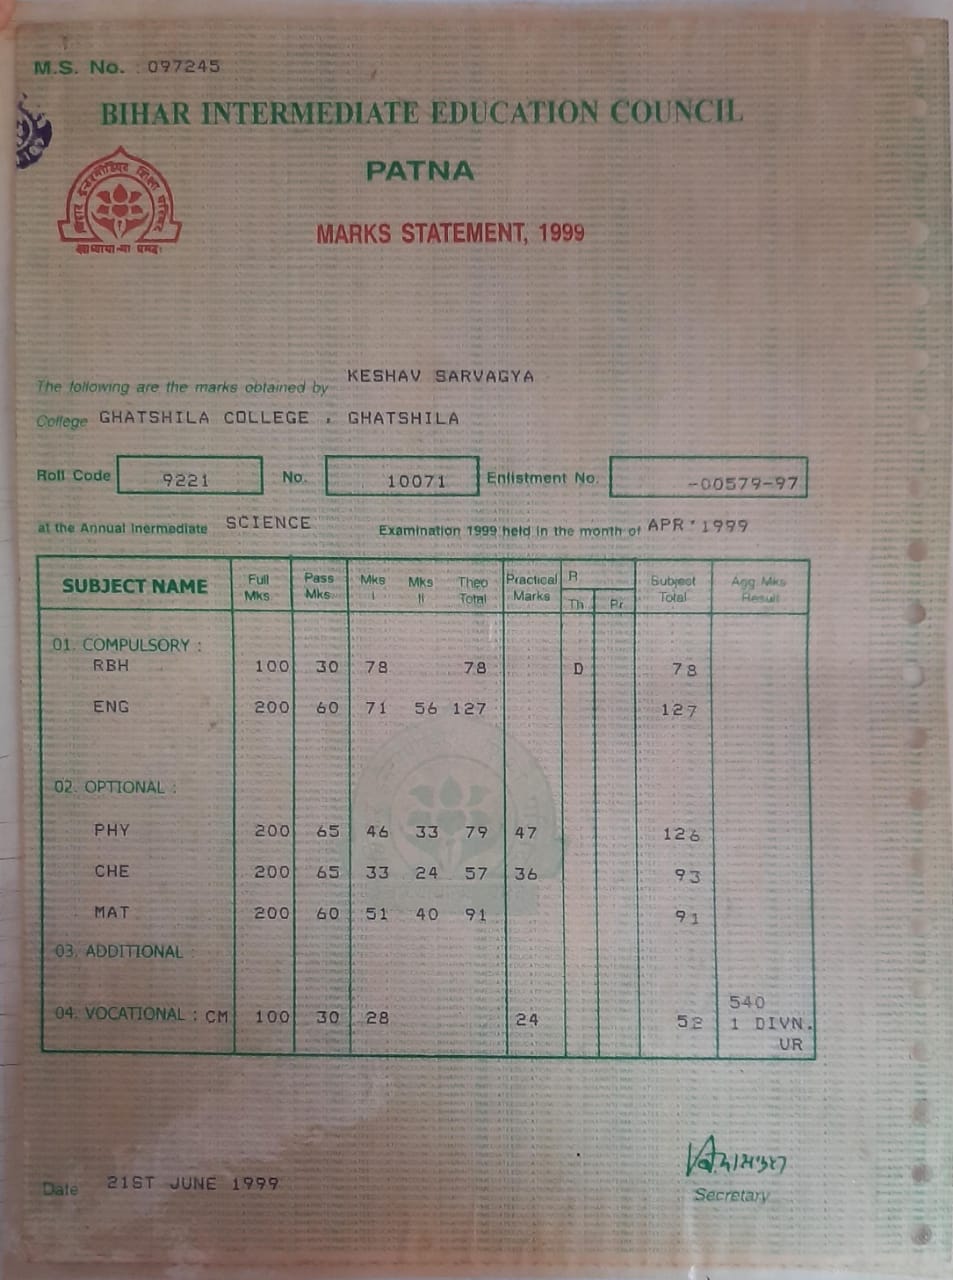 M.S. No. 097245
BIHAR INTERMEDIATE EDUCATION COUNCIL
PATNA
MARKS STATEMENT, 1999
The following are the marks obtained by KESHAV SARVAGYA
College GHATSHILA COLLEGE , GHATSHILA
Roll Code 9221 No. 10071 Enlistment No. -00579-97
at the Annual Inermediate SCIENCE Examination 1999 held in the month of APR ' 1999
SUBJECT NAME Full Mks. Pass Mks. Mks I Mks II Theo Total Practical Marks R Th Pr Subject Total Agg Mks Result
01. COMPULSORY :
RBH 100 30 78 78 D 78
ENG 200 60 71 56 127 127
02. OPTIONAL :
PHY 200 65 46 33 79 47 126
CHE 200 65 33 24 57 36 93
MAT 200 60 51 40 91 91
03. ADDITIONAL
04. VOCATIONAL : CM 100 30 28 24 52
540
1 DIVN.
UR
Date 21ST JUNE 1999
Secretary